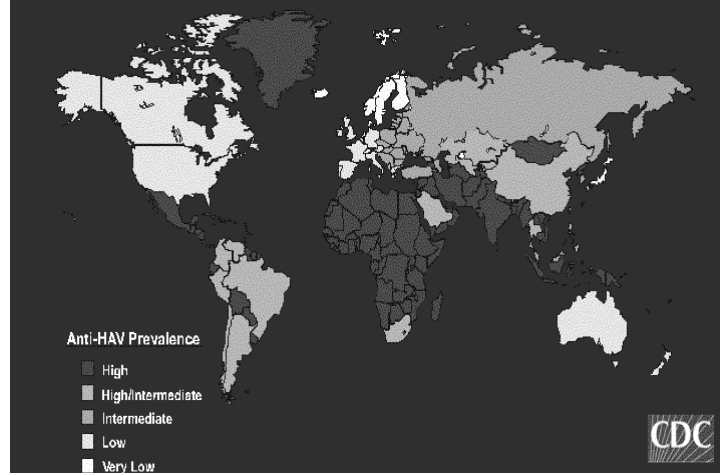 Anti-HAV Prevalence
High
High/Intermediate
Intermediate
Low
Very Low
CDC